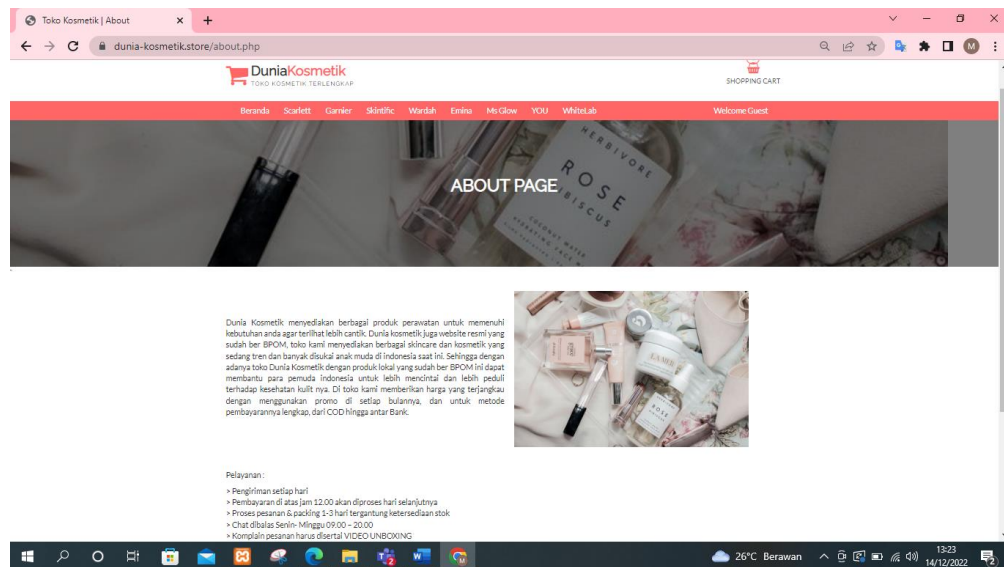 Toko Kosmetik | About
dunia-kosmetik.store/about.php
M
DuniaKosmetik
TOKO KOSMETIK TERLENGKAP
SHOPPING CART
Beranda Scarlett Garnier Skintific Wardah Emina Ms Glow YOU WhiteLab Welcome Guest
HERBIVORE
ROSE
HIBISCUS
COCONUT WATER
ABOUT PAGE
Dunia Kosmetik menyediakan berbagai produk perawatan untuk memenuhi
kebutuhan anda agar terlihat lebih cantik. Dunia kosmetik juga website resmi yang
sudah ber BPOM, toko kami menyediakan berbagai skincare dan kosmetik yang
sedang tren dan banyak disukai anak muda di indonesia saat ini. Sehingga dengan
adanya toko Dunia Kosmetik dengan produk lokal yang sudah ber BPOM ini dapat
membantu para pemuda indonesia untuk lebih mencintai dan lebih peduli
terhadap kesehatan kulit nya. Di toko kami memberikan harga yang terjangkau
dengan menggunakan promo di setiap bulannya, dan untuk metode
pembayarannya lengkap, dari COD hingga antar Bank.
LA MER
ROSE
Pelayanan :
> Pengiriman setiap hari
> Pembayaran di atas jam 12.00 akan diproses hari selanjutnya
> Proses pesanan & packing 1-3 hari tergantung ketersediaan stok
> Chat dibalas Senin- Minggu 09.00 – 20.00
> Komplain pesanan harus disertai VIDEO UNBOXING
26°C Berawan
13:23
14/12/2022
2